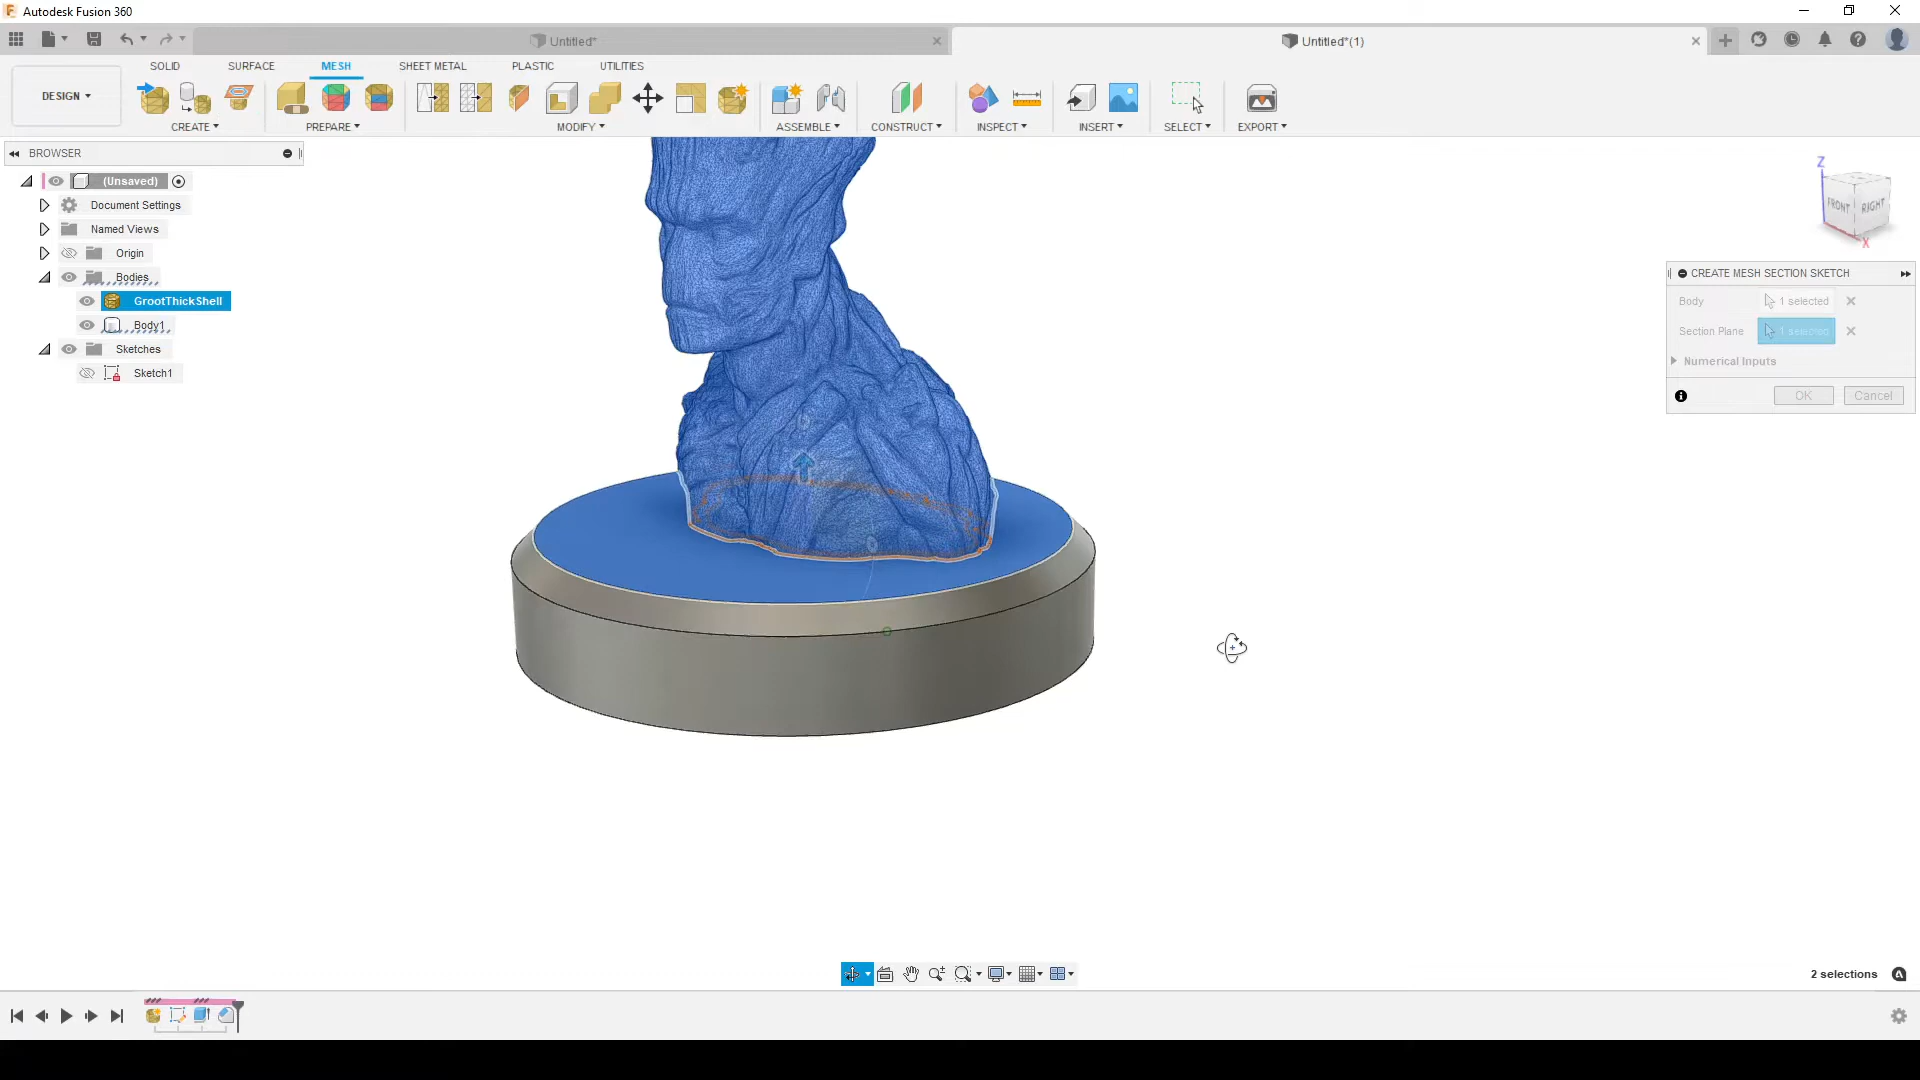 Autodesk Fusion 360
Untitled*
Untitled*(1)
SOLID SURFACE MESH SHEET METAL PLASTIC UTILITIES
DESIGN
CREATE PREPARE MODIFY ASSEMBLE CONSTRUCT INSPECT INSERT SELECT EXPORT
BROWSER
(Unsaved)
Document Settings
Named Views
Origin
Bodies
GrootThickShell
Body1
Sketches
Sketch1
Z
FRONT RIGHT
X
CREATE MESH SECTION SKETCH
Body 1 selected
Section Plane 1 selected
Numerical Inputs
OK Cancel
2 selections